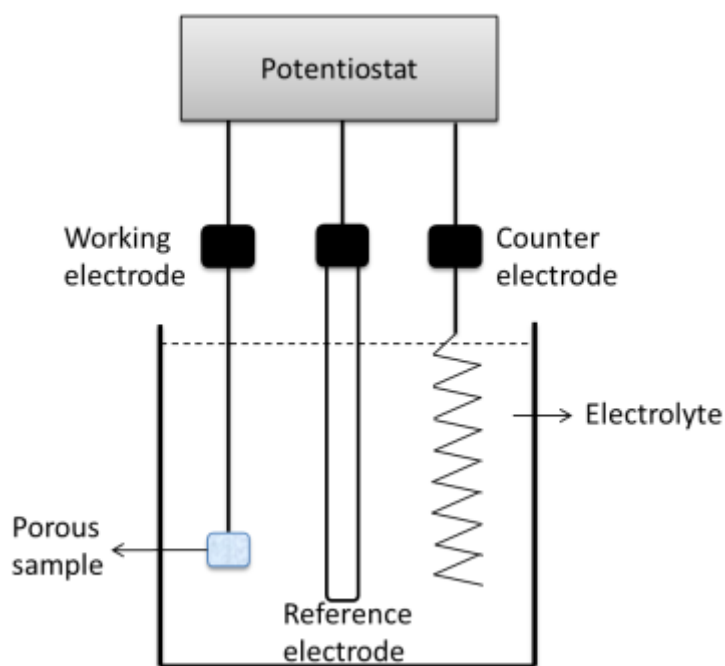 Potentiostat
Working
electrode
Counter
electrode
Electrolyte
Porous
sample
Reference
electrode